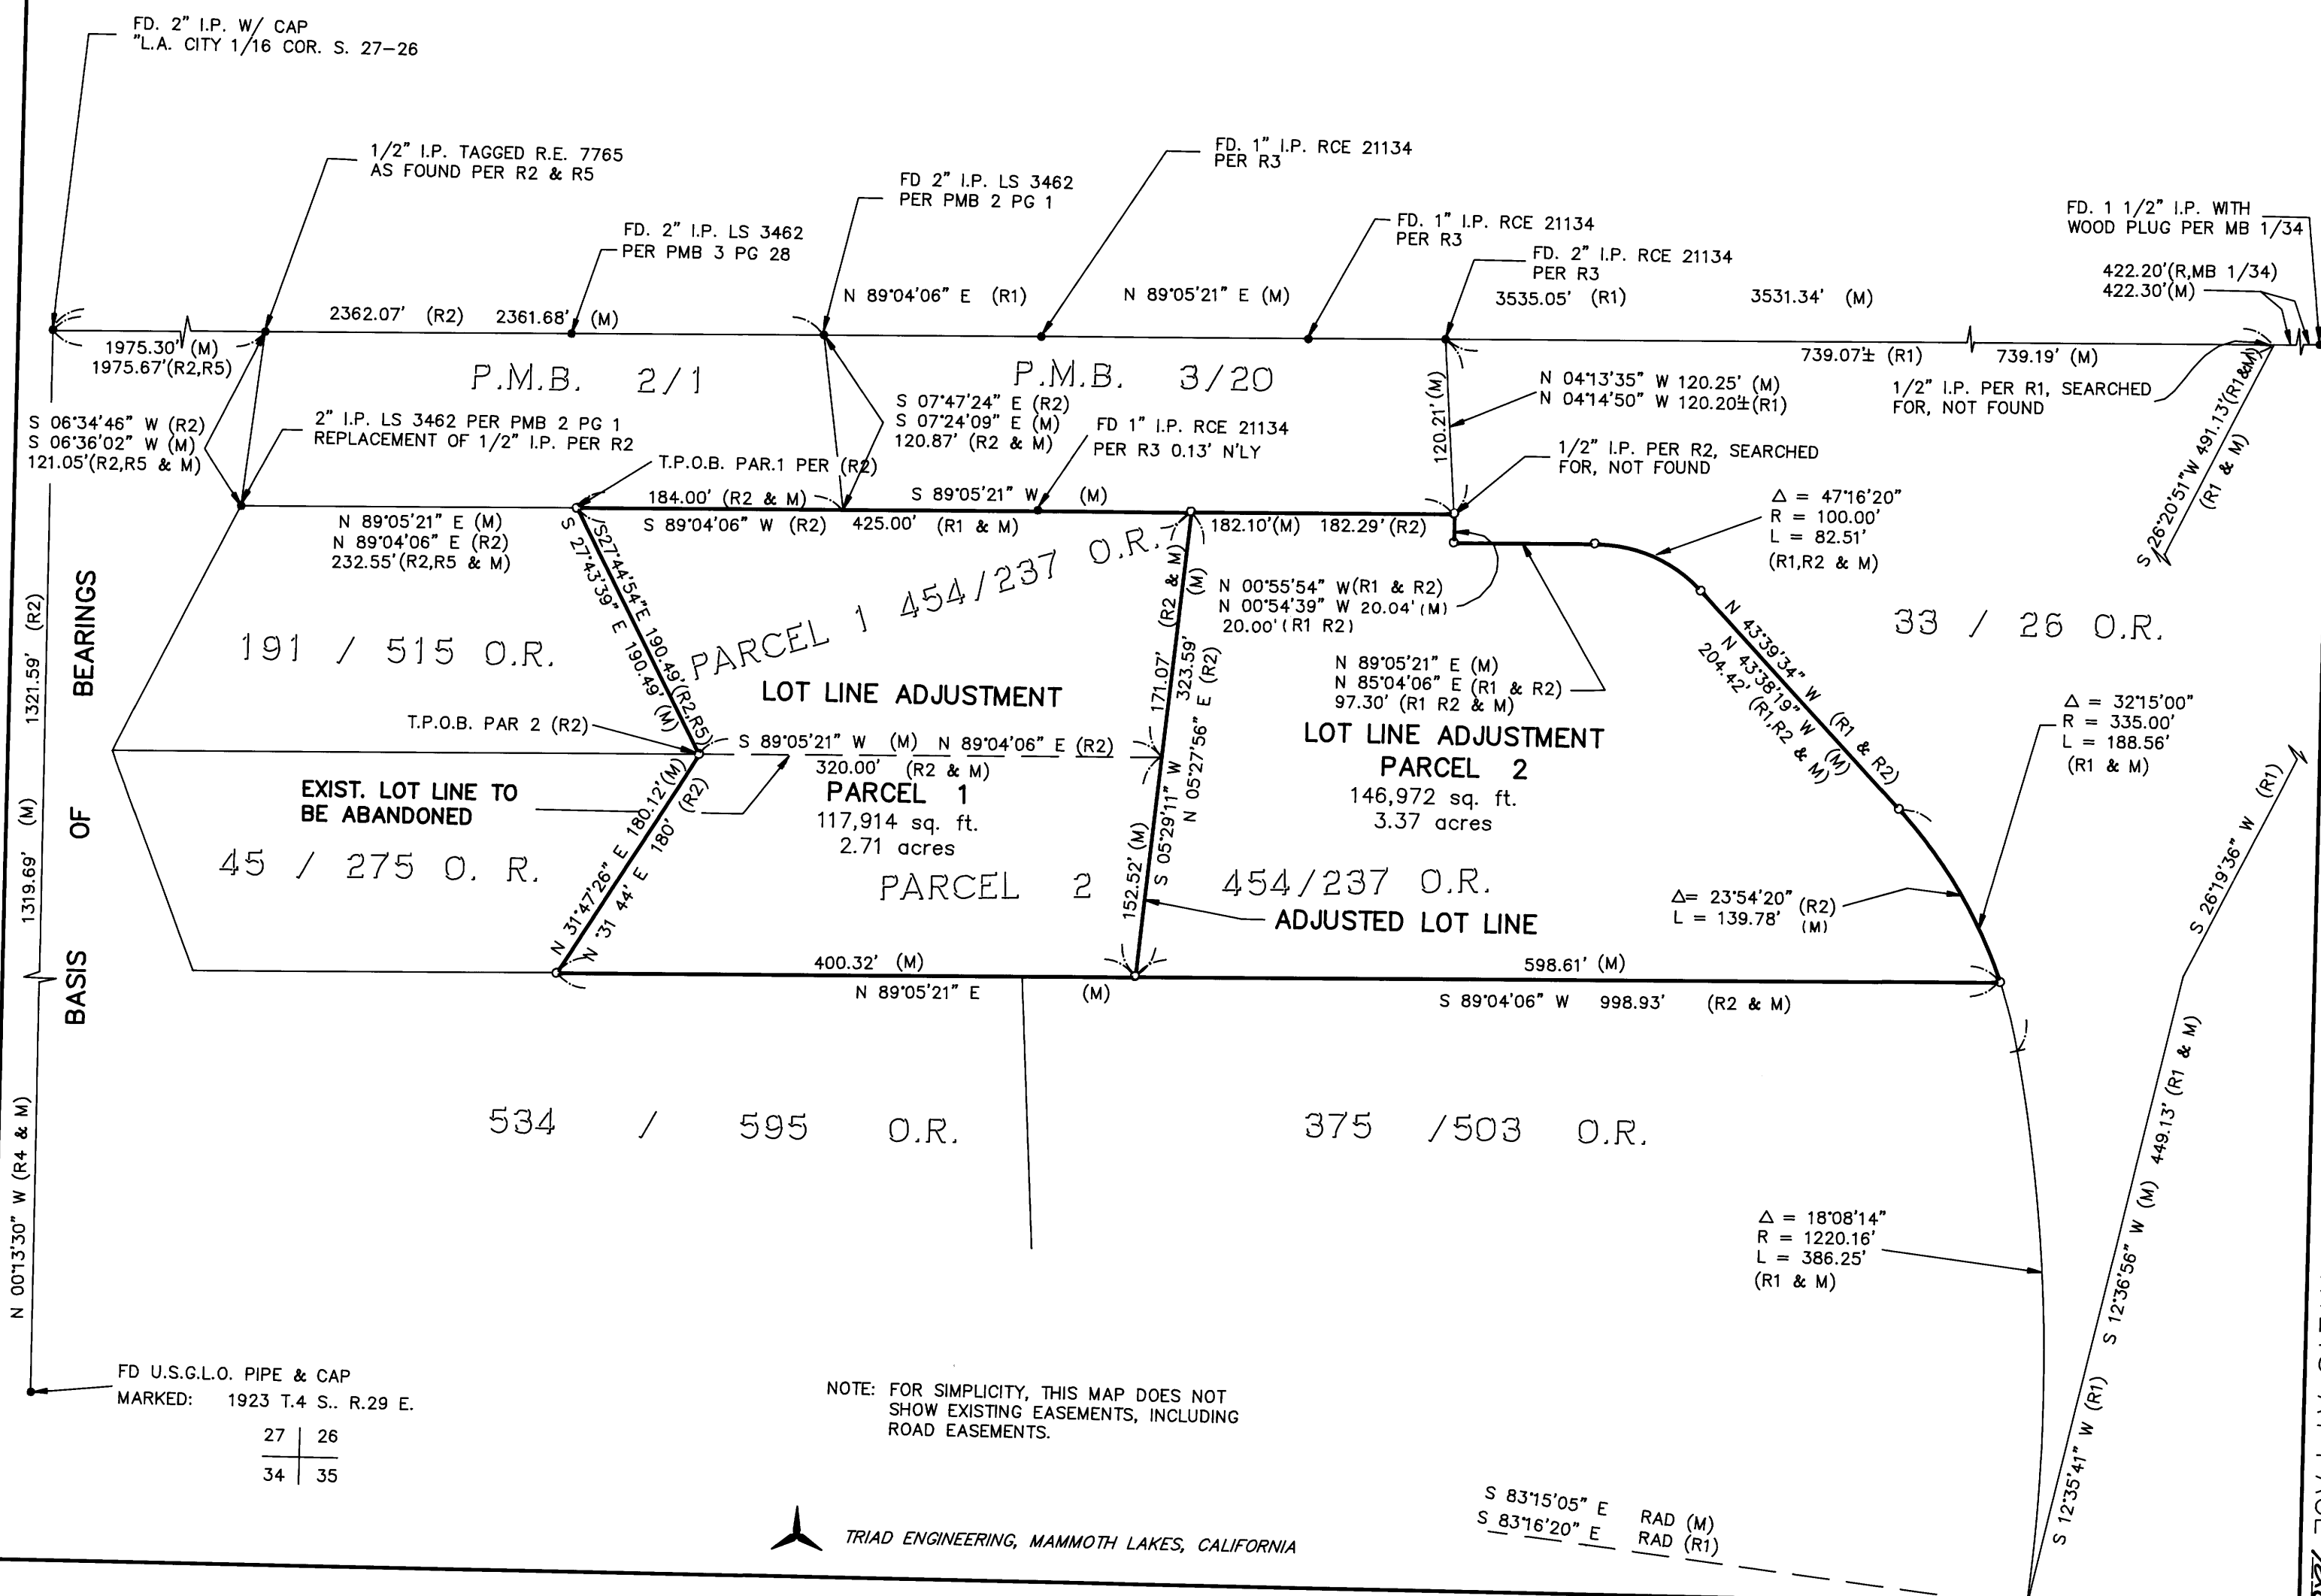 FD. 2" I.P. W/ CAP
"L.A. CITY 1/16 COR. S. 27-26
1/2" I.P. TAGGED R.E. 7765
AS FOUND PER R2 & R5
FD. 2" I.P. LS 3462
PER PMB 3 PG 28
FD 2" I.P. LS 3462
PER PMB 2 PG 1
FD. 1" I.P. RCE 21134
PER R3
FD. 1" I.P. RCE 21134
PER R3
FD. 2" I.P. RCE 21134
PER R3
FD. 1 1/2" I.P. WITH
WOOD PLUG PER MB 1/34
422.20'(R,MB 1/34)
422.30'(M)
2362.07' (R2) 2361.68' (M)
N 89°04'06" E (R1)
N 89°05'21" E (M)
3535.05' (R1)
3531.34' (M)
1975.30' (M)
1975.67'(R2,R5)
739.07'± (R1)
739.19' (M)
P.M.B. 2/1
P.M.B. 3/20
120.21' (M)
N 04°13'35" W 120.25' (M)
N 04°14'50" W 120.20'±(R1)
1/2" I.P. PER R1, SEARCHED
FOR, NOT FOUND
S 26°20'51"W 491.13'(R1&M)
(R1 & M)
S 06°34'46" W (R2)
S 06°36'02" W (M)
121.05'(R2,R5 & M)
2" I.P. LS 3462 PER PMB 2 PG 1
REPLACEMENT OF 1/2" I.P. PER R2
S 07°47'24" E (R2)
S 07°24'09" E (M)
120.87' (R2 & M)
FD 1" I.P. RCE 21134
PER R3 0.13' N'LY
T.P.O.B. PAR.1 PER (R2)
1/2" I.P. PER R2, SEARCHED
FOR, NOT FOUND
184.00' (R2 & M)
S 89°05'21" W (M)
S 89°04'06" W (R2) 425.00' (R1 & M)
182.10'(M) 182.29' (R2)
Δ = 47°16'20"
R = 100.00'
L = 82.51'
(R1,R2 & M)
N 89°05'21" E (M)
N 89°04'06" E (R2)
232.55'(R2,R5 & M)
S27°44'54"E 190.49'(R2,R5)
S 27°43'39" E 190.49' (M)
PARCEL 1 454/237 O.R.
171.07' (R2 & M)
323.59' (M)
N 00°55'54" W(R1 & R2)
N 00°54'39" W 20.04'(M)
20.00'(R1 R2)
N 89°05'21" E (M)
N 85°04'06" E (R1 & R2)
97.30' (R1 R2 & M)
N 43°39'34" W (R1 & R2)
N 43°38'19" W (M)
204.42' (R1,R2 & M)
33 / 26 O.R.
191 / 515 O.R.
LOT LINE ADJUSTMENT
T.P.O.B. PAR 2 (R2)
S 89°05'21" W (M) N 89°04'06" E (R2)
320.00' (R2 & M)
PARCEL 1
117,914 sq. ft.
2.71 acres
LOT LINE ADJUSTMENT
PARCEL 2
146,972 sq. ft.
3.37 acres
Δ = 32°15'00"
R = 335.00'
L = 188.56'
(R1 & M)
EXIST. LOT LINE TO
BE ABANDONED
45 / 275 O. R.
N 31°47'26" E 180.12'(M)
N °31 44' E 180' (R2)
PARCEL 2 454/237 O.R.
152.52' (M)
S 05°29'11" W
N 05°27'56" E (R2)
ADJUSTED LOT LINE
Δ= 23°54'20" (R2)
L = 139.78' (M)
S 26°19'36" W (R1)
400.32' (M)
N 89°05'21" E (M)
598.61' (M)
S 89°04'06" W 998.93' (R2 & M)
1321.59' (R2)
1319.69' (M)
BASIS OF BEARINGS
N 00°13'30" W (R4 & M)
534 / 595 O.R.
375 /503 O.R.
Δ = 18°08'14"
R = 1220.16'
L = 386.25'
(R1 & M)
S 12°36'56" W (M) 449.13' (R1 & M)
S 12°35'41" W (R1)
FD U.S.G.L.O. PIPE & CAP
MARKED: 1923 T.4 S.. R.29 E.
27 26
34 35
NOTE: FOR SIMPLICITY, THIS MAP DOES NOT
SHOW EXISTING EASEMENTS, INCLUDING
ROAD EASEMENTS.
S 83°15'05" E RAD (M)
S 83°16'20" E RAD (R1)
TRIAD ENGINEERING, MAMMOTH LAKES, CALIFORNIA